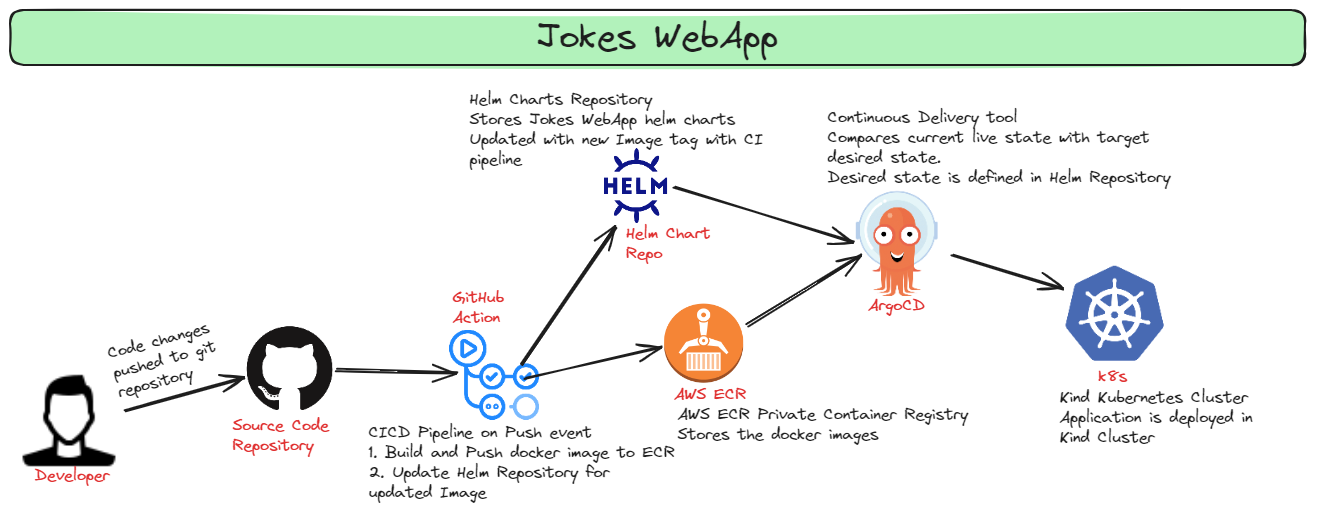 Jokes WebApp
Helm Charts Repository
Stores Jokes WebApp helm charts
Updated with new Image tag with CI
pipeline
HELM
Helm Chart
Repo
Continuous Delivery tool
Compares current live state with target
desired state.
Desired state is defined in Helm Repository
ArgoCD
GitHub
Action
Code changes
pushed to git
repository
Developer
Source Code
Repository
CICD Pipeline on Push event
1. Build and Push docker image to ECR
2. Update Helm Repository for
updated Image
AWS ECR
AWS ECR Private Container Registry
Stores the docker images
k8s
Kind Kubernetes Cluster
Application is deployed in
Kind Cluster